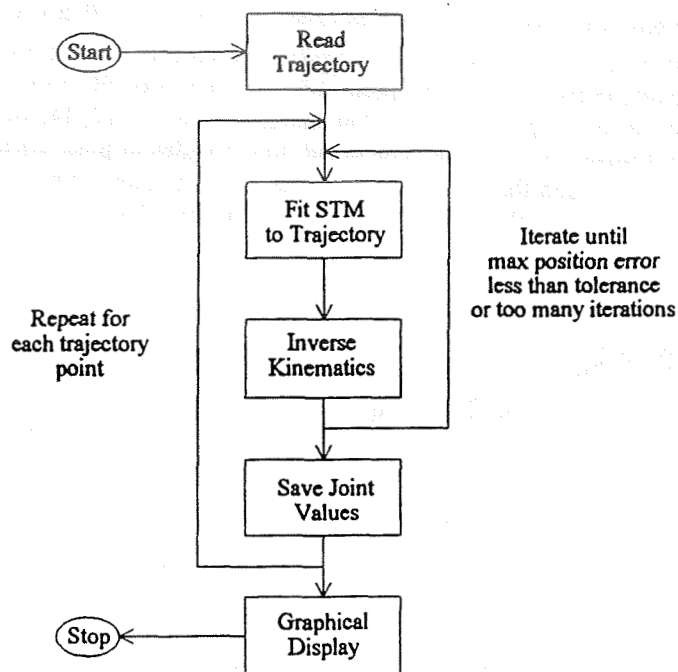 Start
Read
Trajectory
Fit STM
to Trajectory
Iterate until
max position error
less than tolerance
or too many iterations
Repeat for
each trajectory
point
Inverse
Kinematics
Save Joint
Values
Graphical
Display
Stop